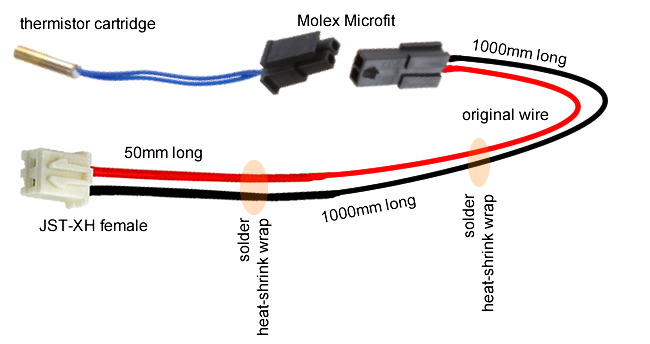 thermistor cartridge
Molex Microfit
1000mm long
original wire
50mm long
JST-XH female
1000mm long
solder
heat-shrink wrap
solder
heat-shrink wrap